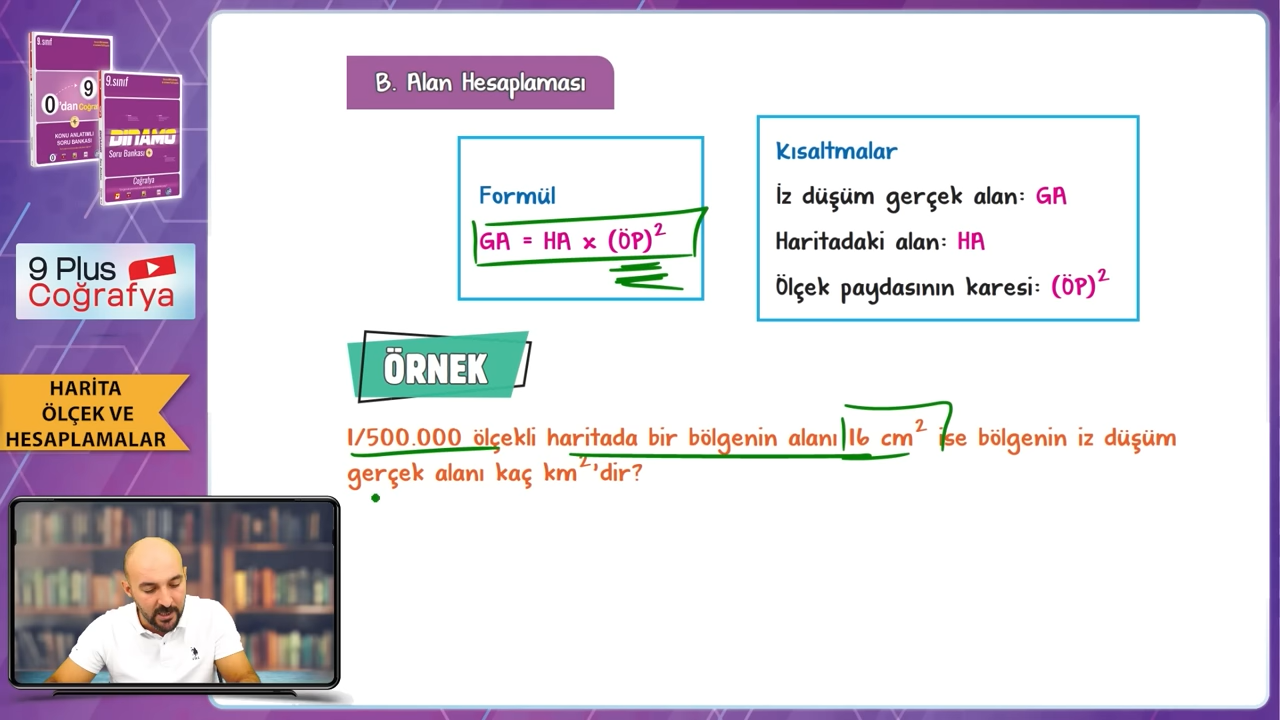 9.sınıf
0'dan Coğra
9
KONU ANLATIMLI
SORU BANKASI
9.sınıf
DİNAMO
Soru Bankası
Coğrafya
9 Plus
Coğrafya
HARİTA
ÖLÇEK VE
HESAPLAMALAR
B. Alan Hesaplaması
Formül
GA = HA x (ÖP)²
Kısaltmalar
İz düşüm gerçek alan: GA
Haritadaki alan: HA
Ölçek paydasının karesi: (ÖP)²
ÖRNEK
1/500.000 ölçekli haritada bir bölgenin alanı 16 cm² ise bölgenin iz düşüm
gerçek alanı kaç km²'dir?